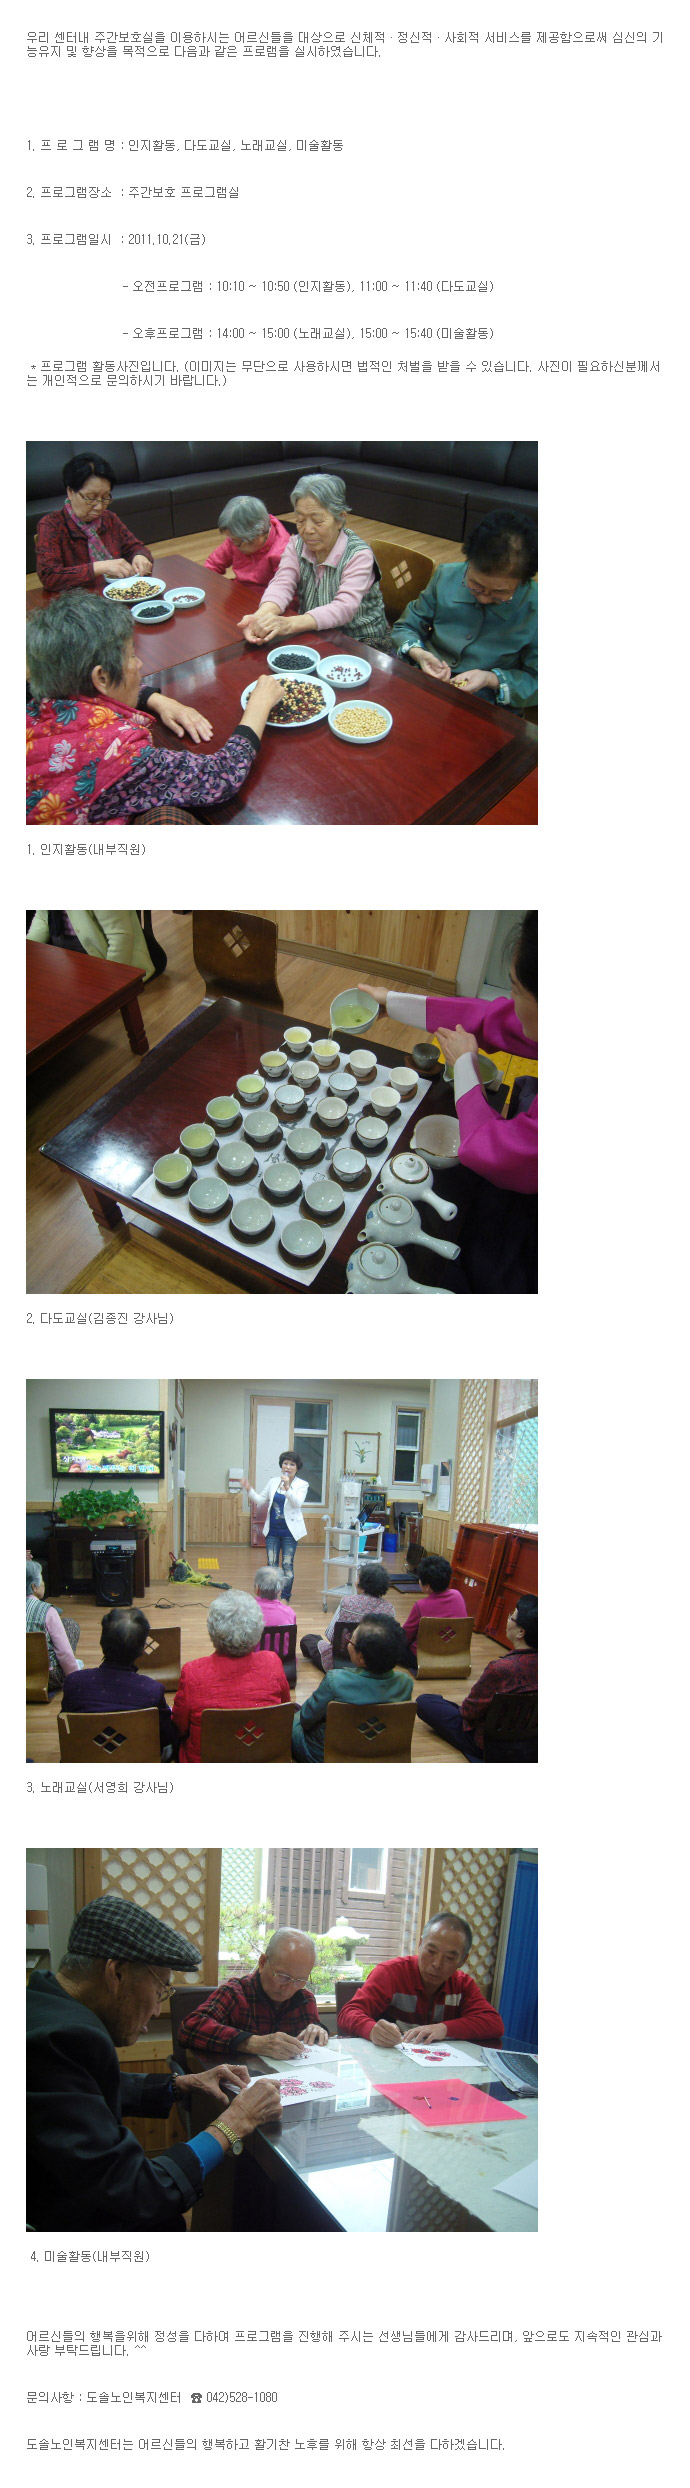 우리 센터내 주간보호실을 이용하시는 어르신들을 대상으로 신체적 · 정신적 · 사회적 서비스를 제공함으로써 심신의 기
능유지 및 향상을 목적으로 다음과 같은 프로램을 실시하였습니다.
1. 프 로 그 램 명 : 인지활동, 다도교실, 노래교실, 미술활동
2. 프로그램장소 : 주간보호 프로그램실
3. 프로그램일시 : 2011.10.21(금)
- 오전프로그램 : 10:10 ~ 10:50 (인지활동), 11:00 ~ 11:40 (다도교실)
- 오후프로그램 : 14:00 ~ 15:00 (노래교실), 15:00 ~ 15:40 (미술활동)
* 프로그램 활동사진입니다. (이미지는 무단으로 사용하시면 법적인 처벌을 받을 수 있습니다. 사진이 필요하신분께서
는 개인적으로 문의하시기 바랍니다.)
1. 인지활동(내부직원)
2. 다도교실(김종진 강사님)
3. 노래교실(서영희 강사님)
4. 미술활동(내부직원)
어르신들의 행복을위해 정성을 다하여 프로그램을 진행해 주시는 선생님들에게 감사드리며, 앞으로도 지속적인 관심과
사랑 부탁드립니다. ^^
문의사항 : 도솔노인복지센터 ☎ 042)528-1080
도솔노인복지센터는 어르신들의 행복하고 활기찬 노후를 위해 항상 최선을 다하겠습니다.